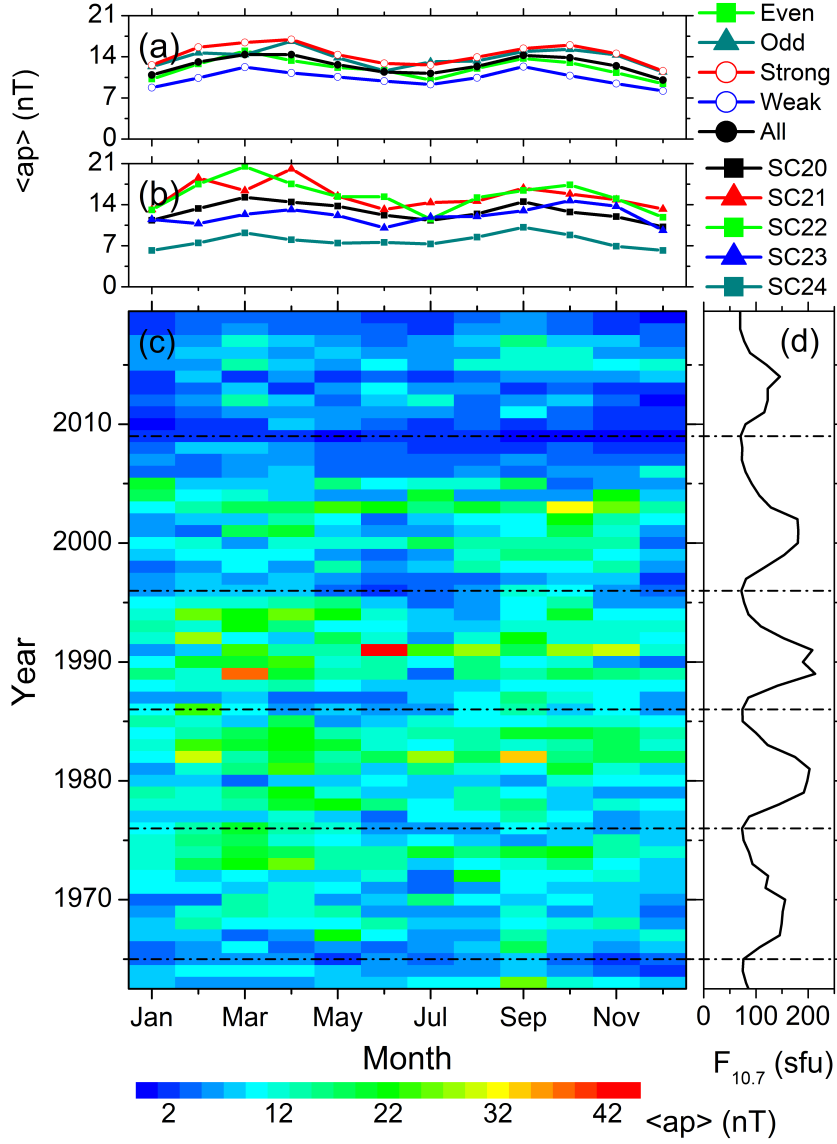 <ap> (nT)
21
14
7
0
(a)
Even
Odd
Strong
Weak
All
21
14
7
0
(b)
SC20
SC21
SC22
SC23
SC24
(c)
(d)
Year
2010
2000
1990
1980
1970
Jan Mar May Jul Sep Nov
0 100 200
Month
F10.7 (sfu)
2 12 22 32 42
<ap> (nT)